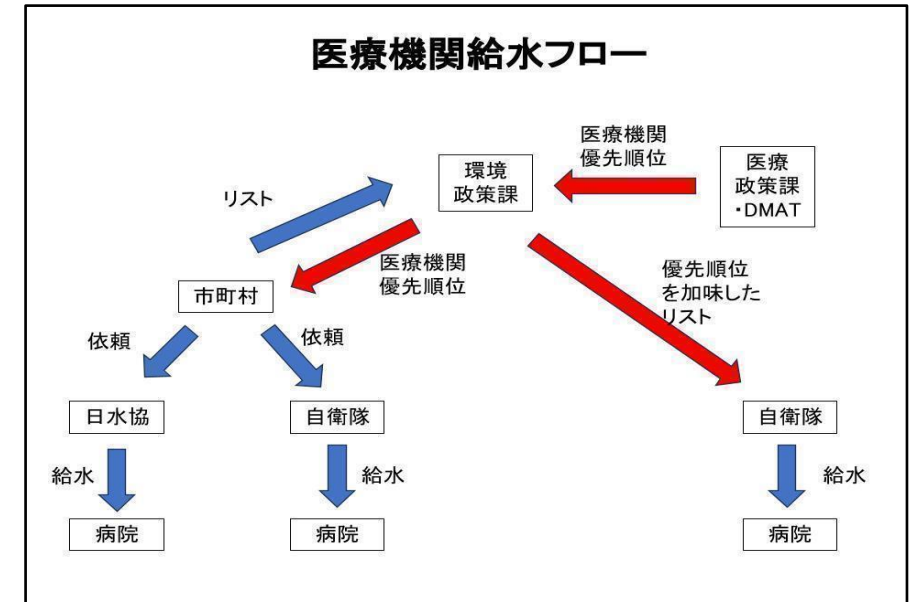 医療機関給水フロー
医療機関
優先順位
環境
政策課
医療
政策課
・DMAT
リスト
医療機関
優先順位
優先順位
を加味した
リスト
市町村
依頼
依頼
日水協
自衛隊
自衛隊
給水
給水
給水
病院
病院
病院